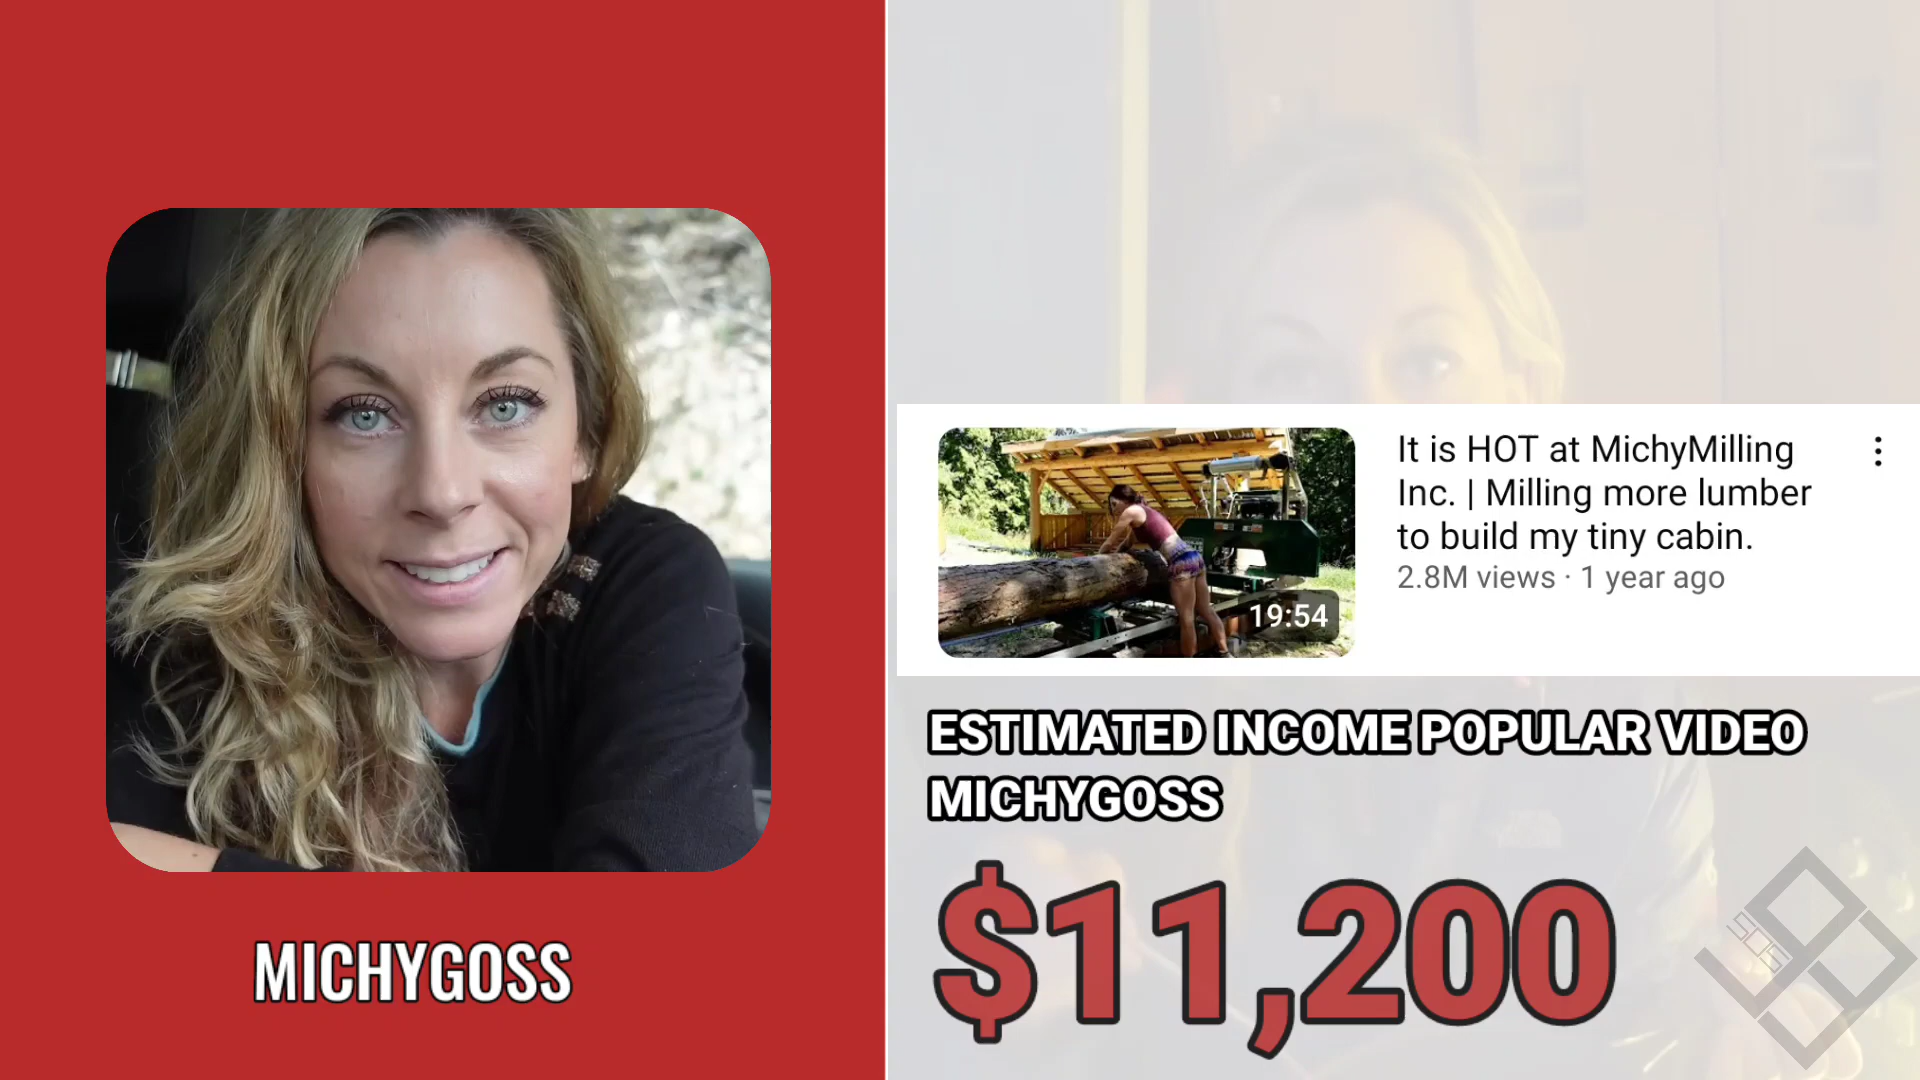 MICHYGOSS
It is HOT at MichyMilling
Inc. | Milling more lumber
to build my tiny cabin.
2.8M views · 1 year ago
19:54
ESTIMATED INCOME POPULAR VIDEO
MICHYGOSS
$11,200
SOS